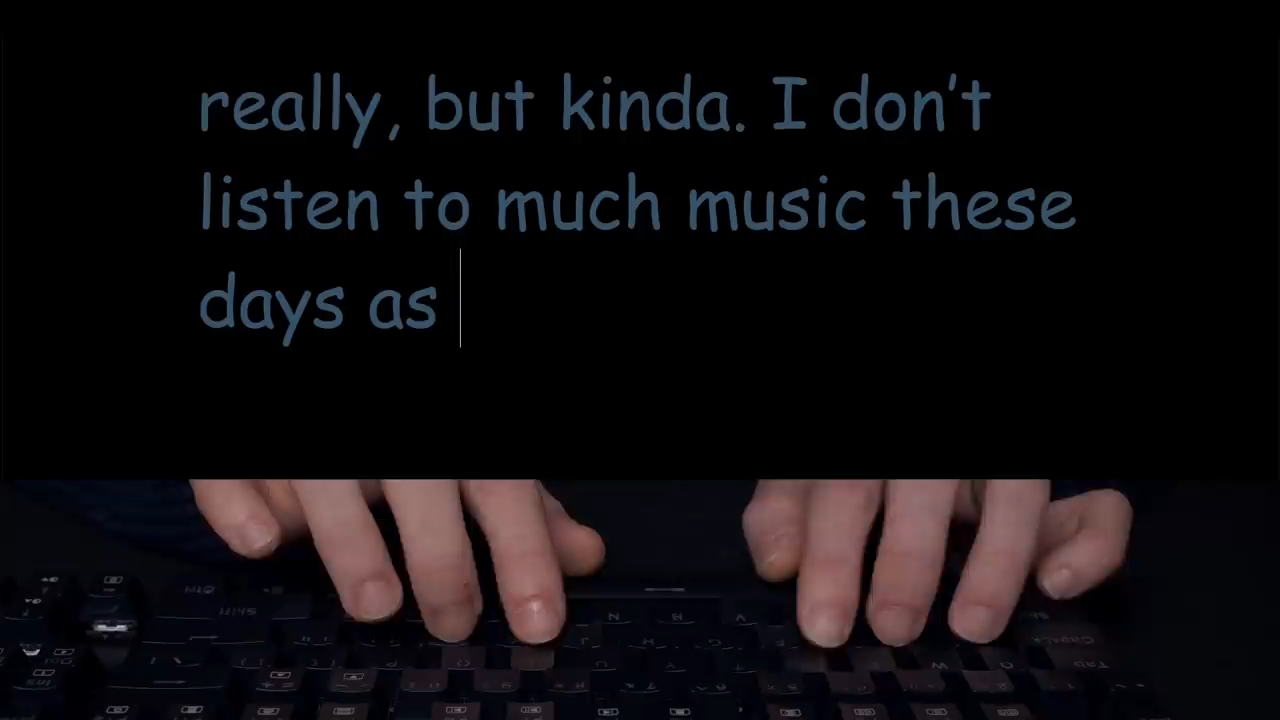 really, but kinda. I don’t
listen to much music these
days as